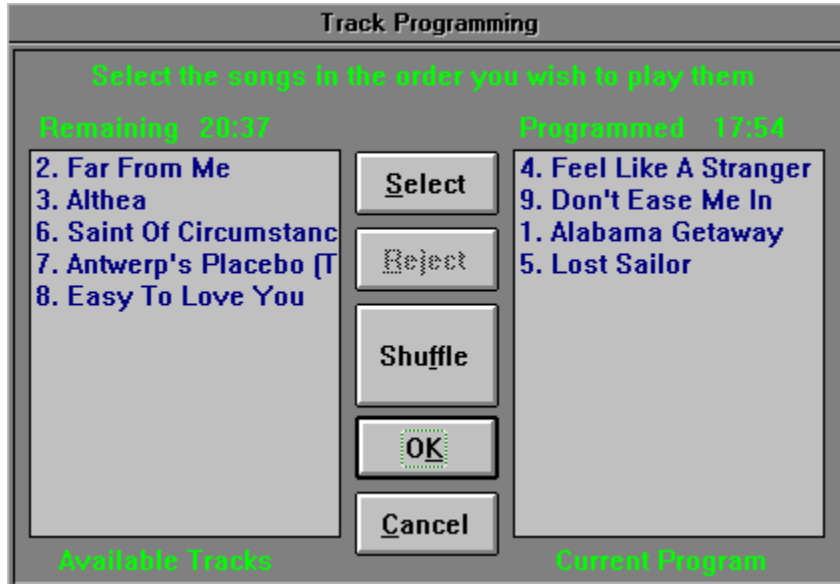 Track Programming
Select the songs in the order you wish to play them
Remaining 20:37
2. Far From Me
3. Althea
6. Saint Of Circumstanc
7. Antwerp's Placebo (T
8. Easy To Love You
Available Tracks
Select
Reject
Shuffle
OK
Cancel
Programmed 17:54
4. Feel Like A Stranger
9. Don't Ease Me In
1. Alabama Getaway
5. Lost Sailor
Current Program